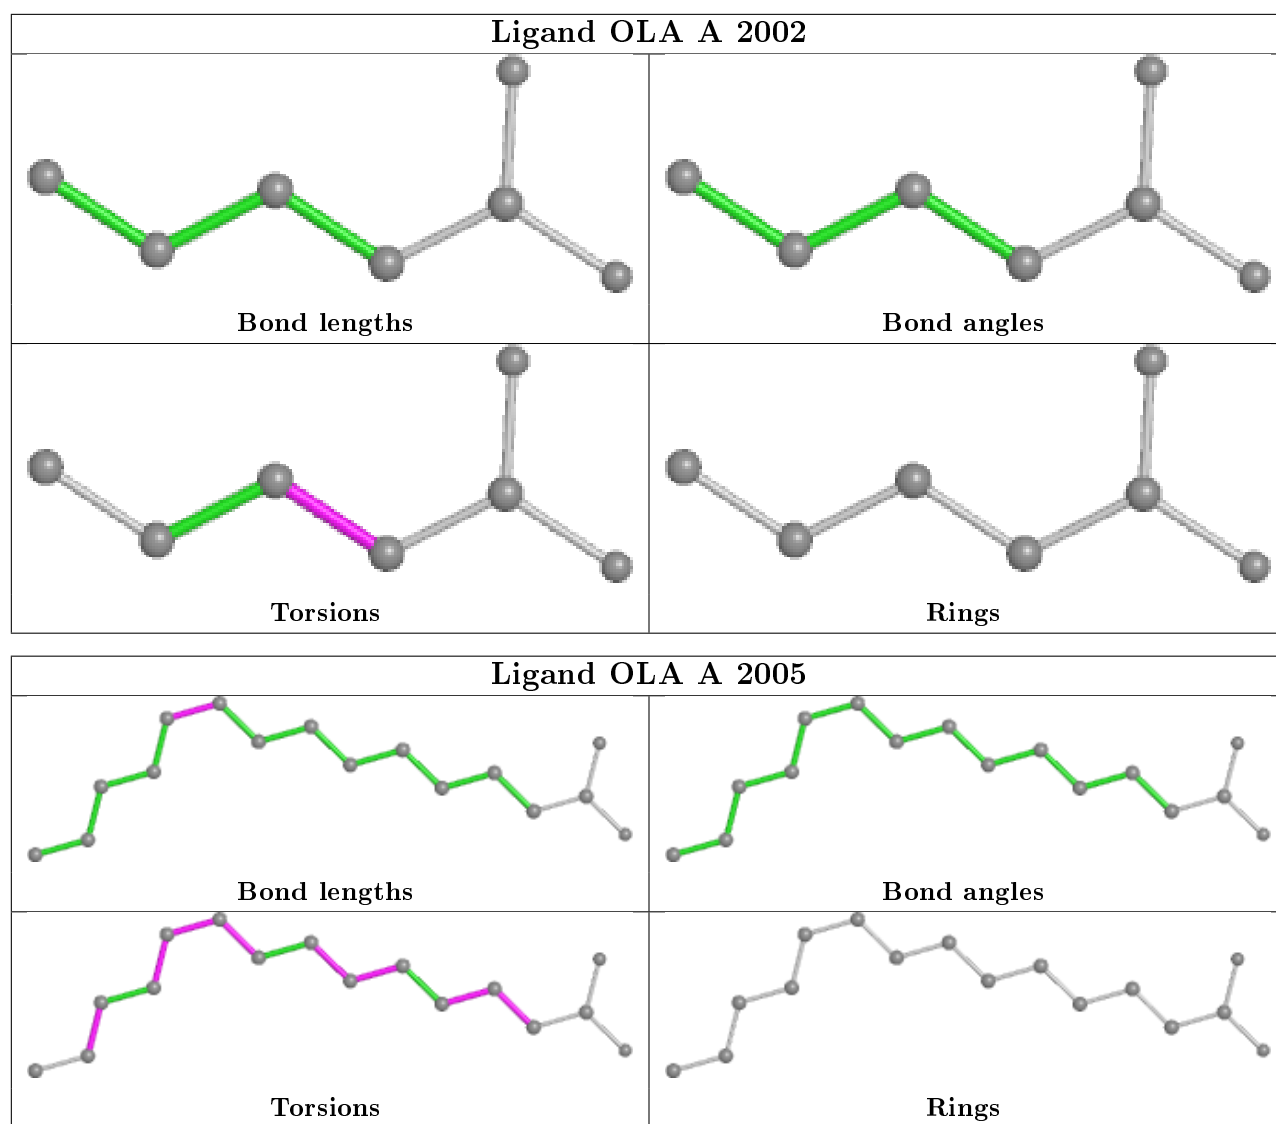 Ligand OLA A 2002
Bond lengths
Bond angles
Torsions
Rings
Ligand OLA A 2005
Bond lengths
Bond angles
Torsions
Rings